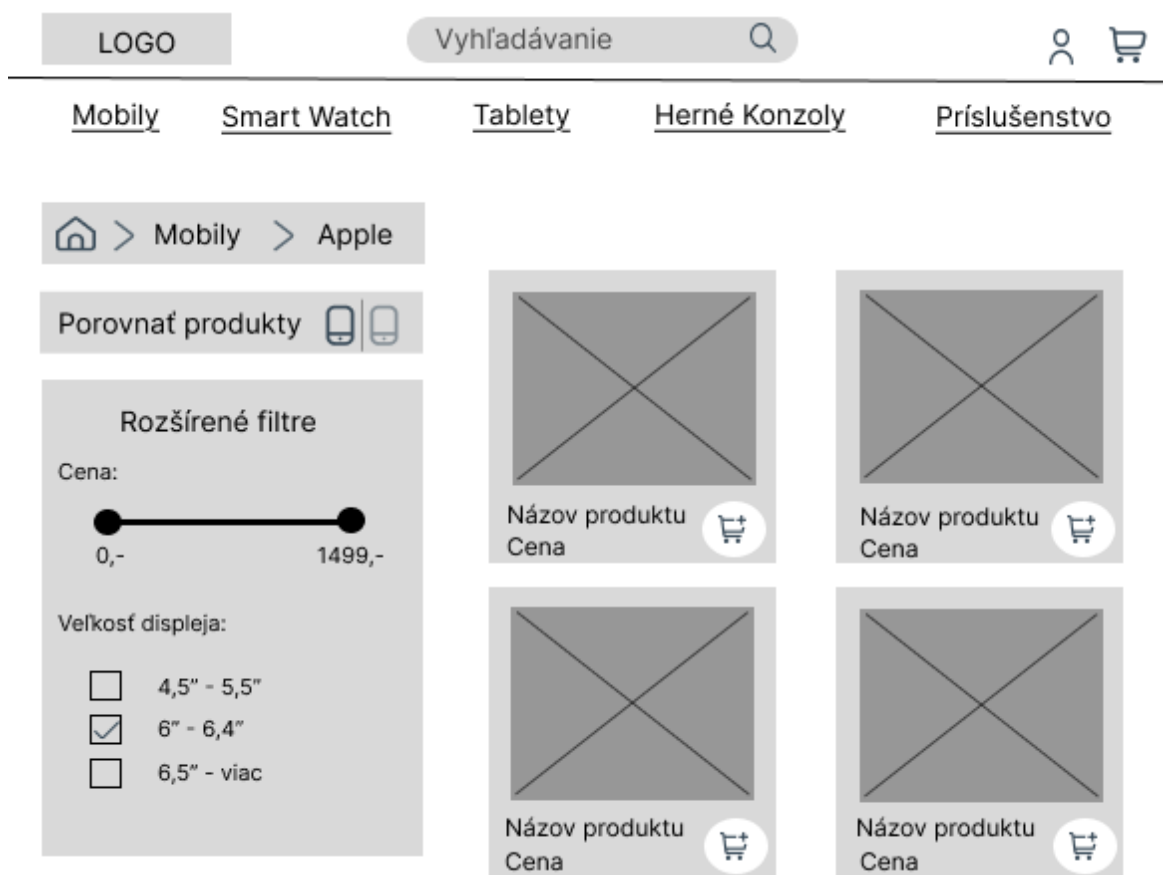 LOGO
Vyhľadávanie
Mobily
Smart Watch
Tablety
Herné Konzoly
Príslušenstvo
Mobily
Apple
Porovnať produkty
Rozšírené filtre
Cena:
0,-
1499,-
Veľkosť displeja:
4,5” - 5,5”
6” - 6,4”
6,5” - viac
Názov produktu
Cena
Názov produktu
Cena
Názov produktu
Cena
Názov produktu
Cena